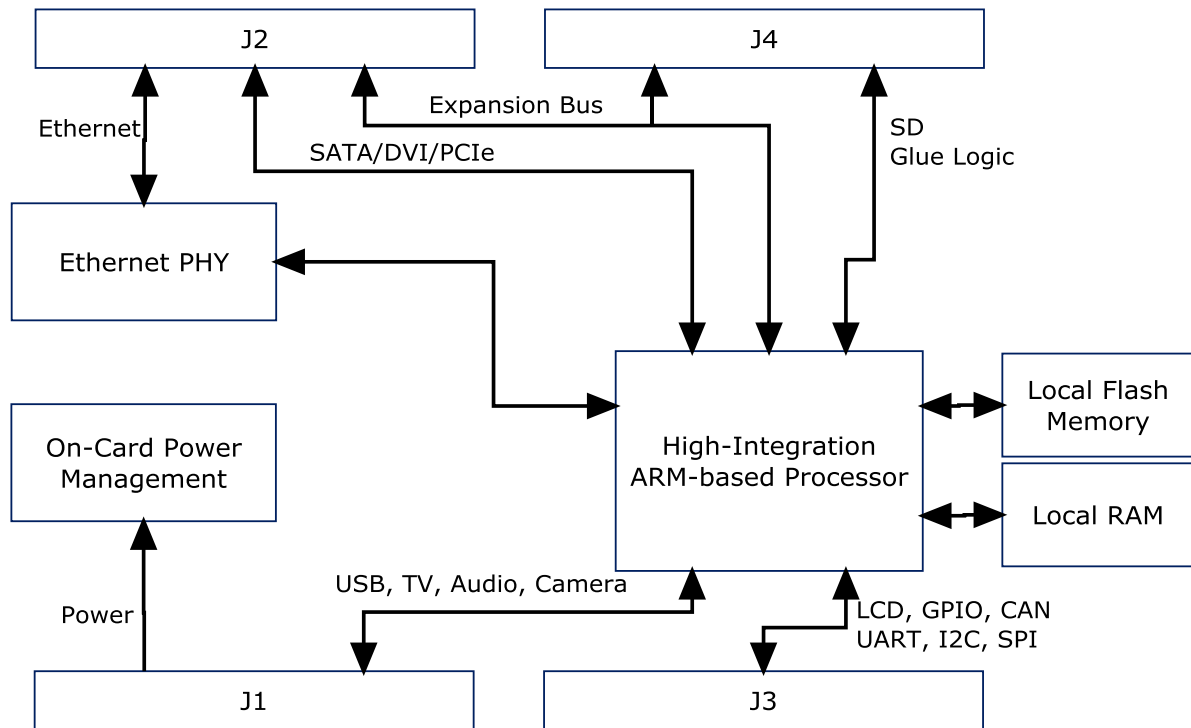 J2
J4
Expansion Bus
Ethernet
SD
Glue Logic
SATA/DVI/PCIe
Ethernet PHY
Local Flash
Memory
On-Card Power
Management
High-Integration
ARM-based Processor
Local RAM
USB, TV, Audio, Camera
Power
LCD, GPIO, CAN
UART, I2C, SPI
J1
J3